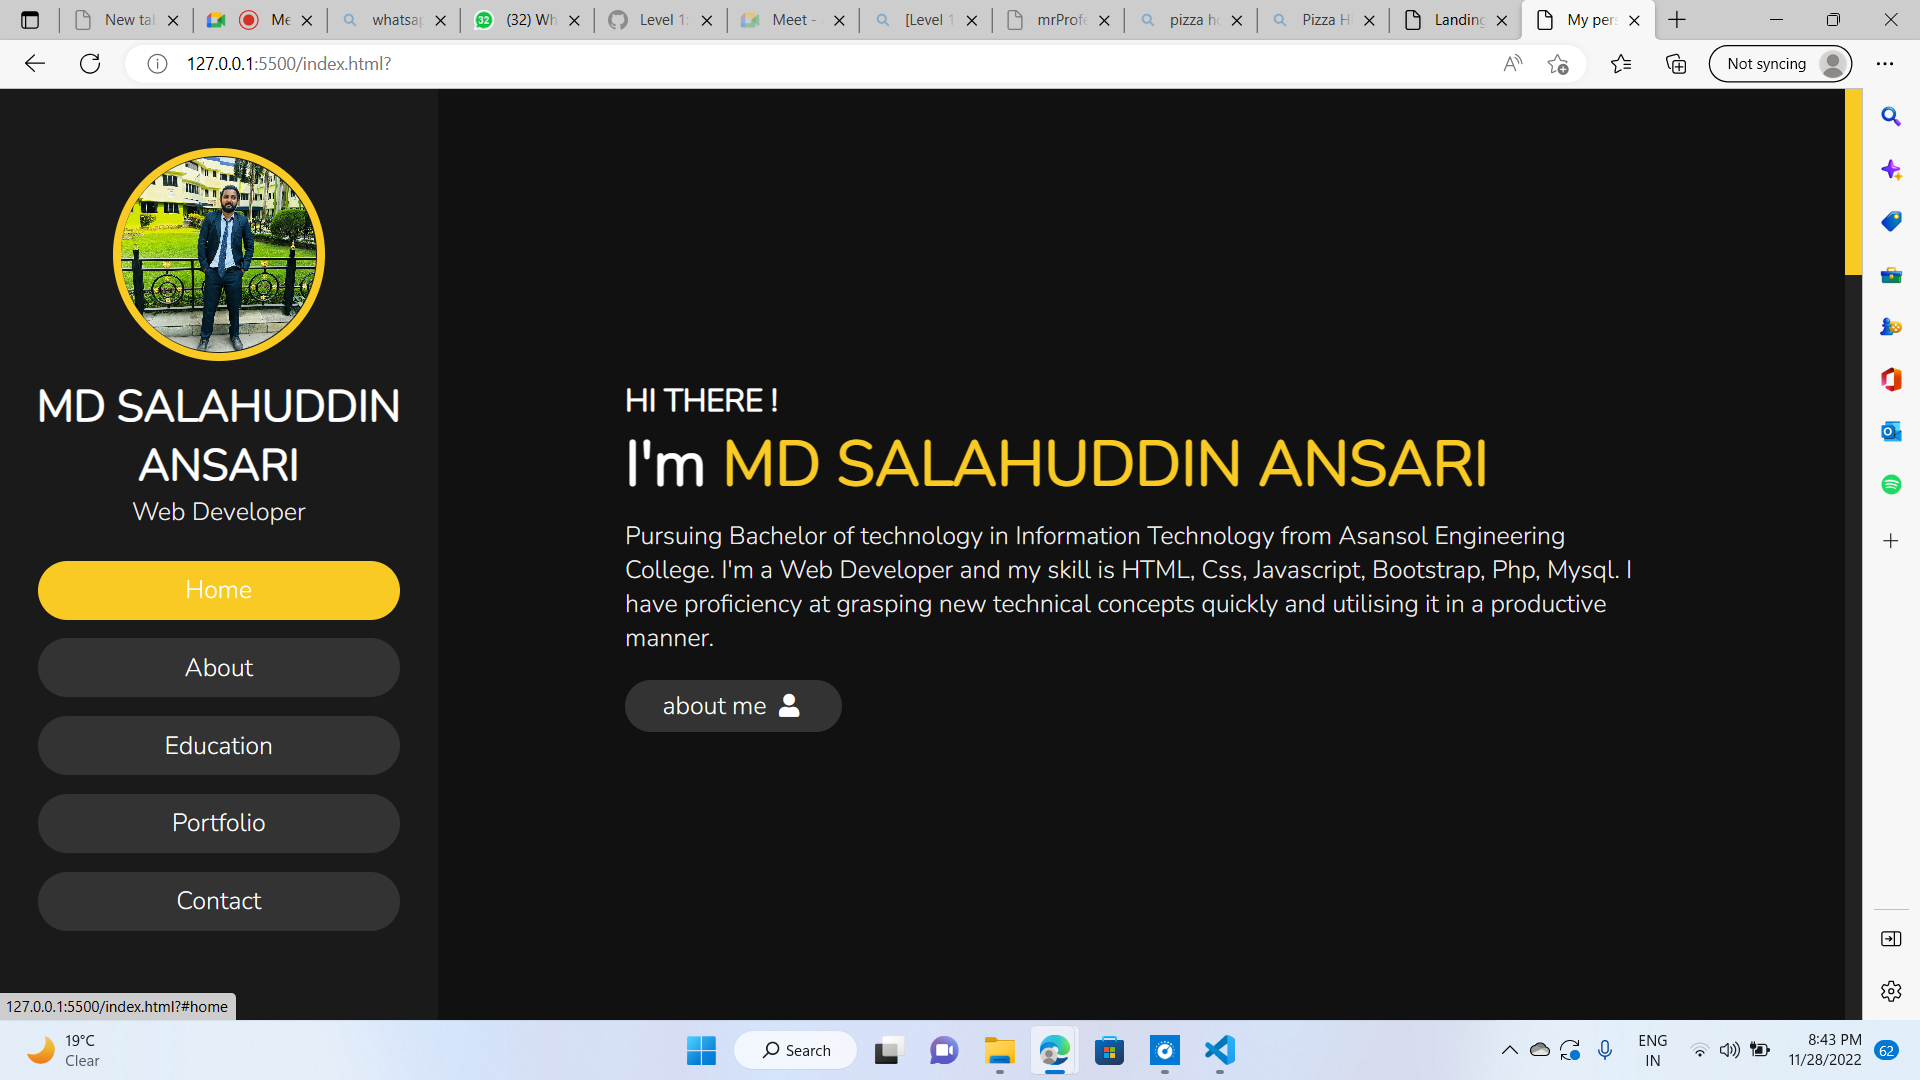 New tab
Me
whatsap
(32) Wh
Level 1:
Meet -
[Level 1
mrProfe
pizza h
Pizza H
Landing
My pers
127.0.0.1:5500/index.html?
Not syncing
MD SALAHUDDIN
ANSARI
Web Developer
Home
About
Education
Portfolio
Contact
HI THERE !
I'm MD SALAHUDDIN ANSARI
Pursuing Bachelor of technology in Information Technology from Asansol Engineering
College. I'm a Web Developer and my skill is HTML, Css, Javascript, Bootstrap, Php, Mysql. I
have proficiency at grasping new technical concepts quickly and utilising it in a productive
manner.
about me
127.0.0.1:5500/index.html?#home
19°C
Clear
Search
ENG
IN
8:43 PM
11/28/2022
62